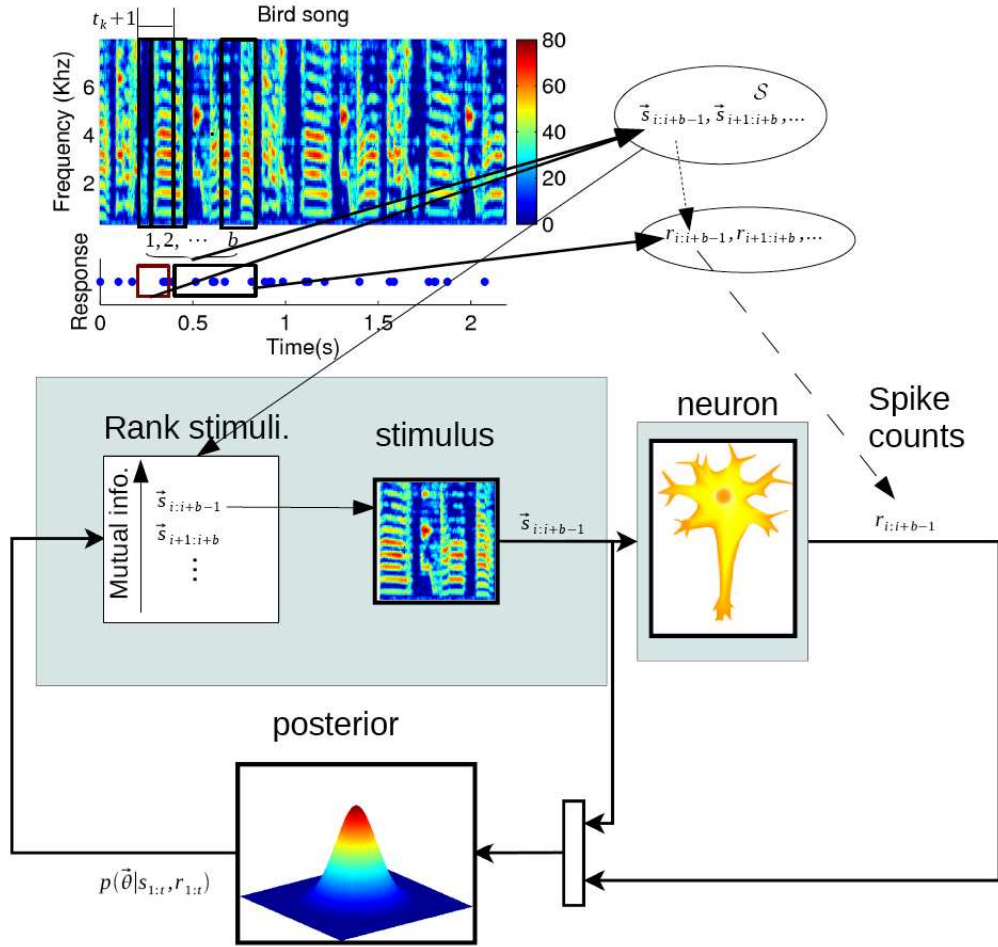 t_k+1
Bird song
Frequency (Khz)
6
4
2
80
60
40
20
0
𝒮
s⃗_{i:i+b-1}, s⃗_{i+1:i+b},...
1,2, ⋯ b
r_{i:i+b-1}, r_{i+1:i+b},...
Response
0 0.5 1 1.5 2
Time(s)
Rank stimuli.
Mutual info.
s⃗_{i:i+b-1}
s⃗_{i+1:i+b}
⋮
stimulus
s⃗_{i:i+b-1}
neuron
Spike
counts
r_{i:i+b-1}
posterior
p(θ⃗|s_{1:t},r_{1:t})